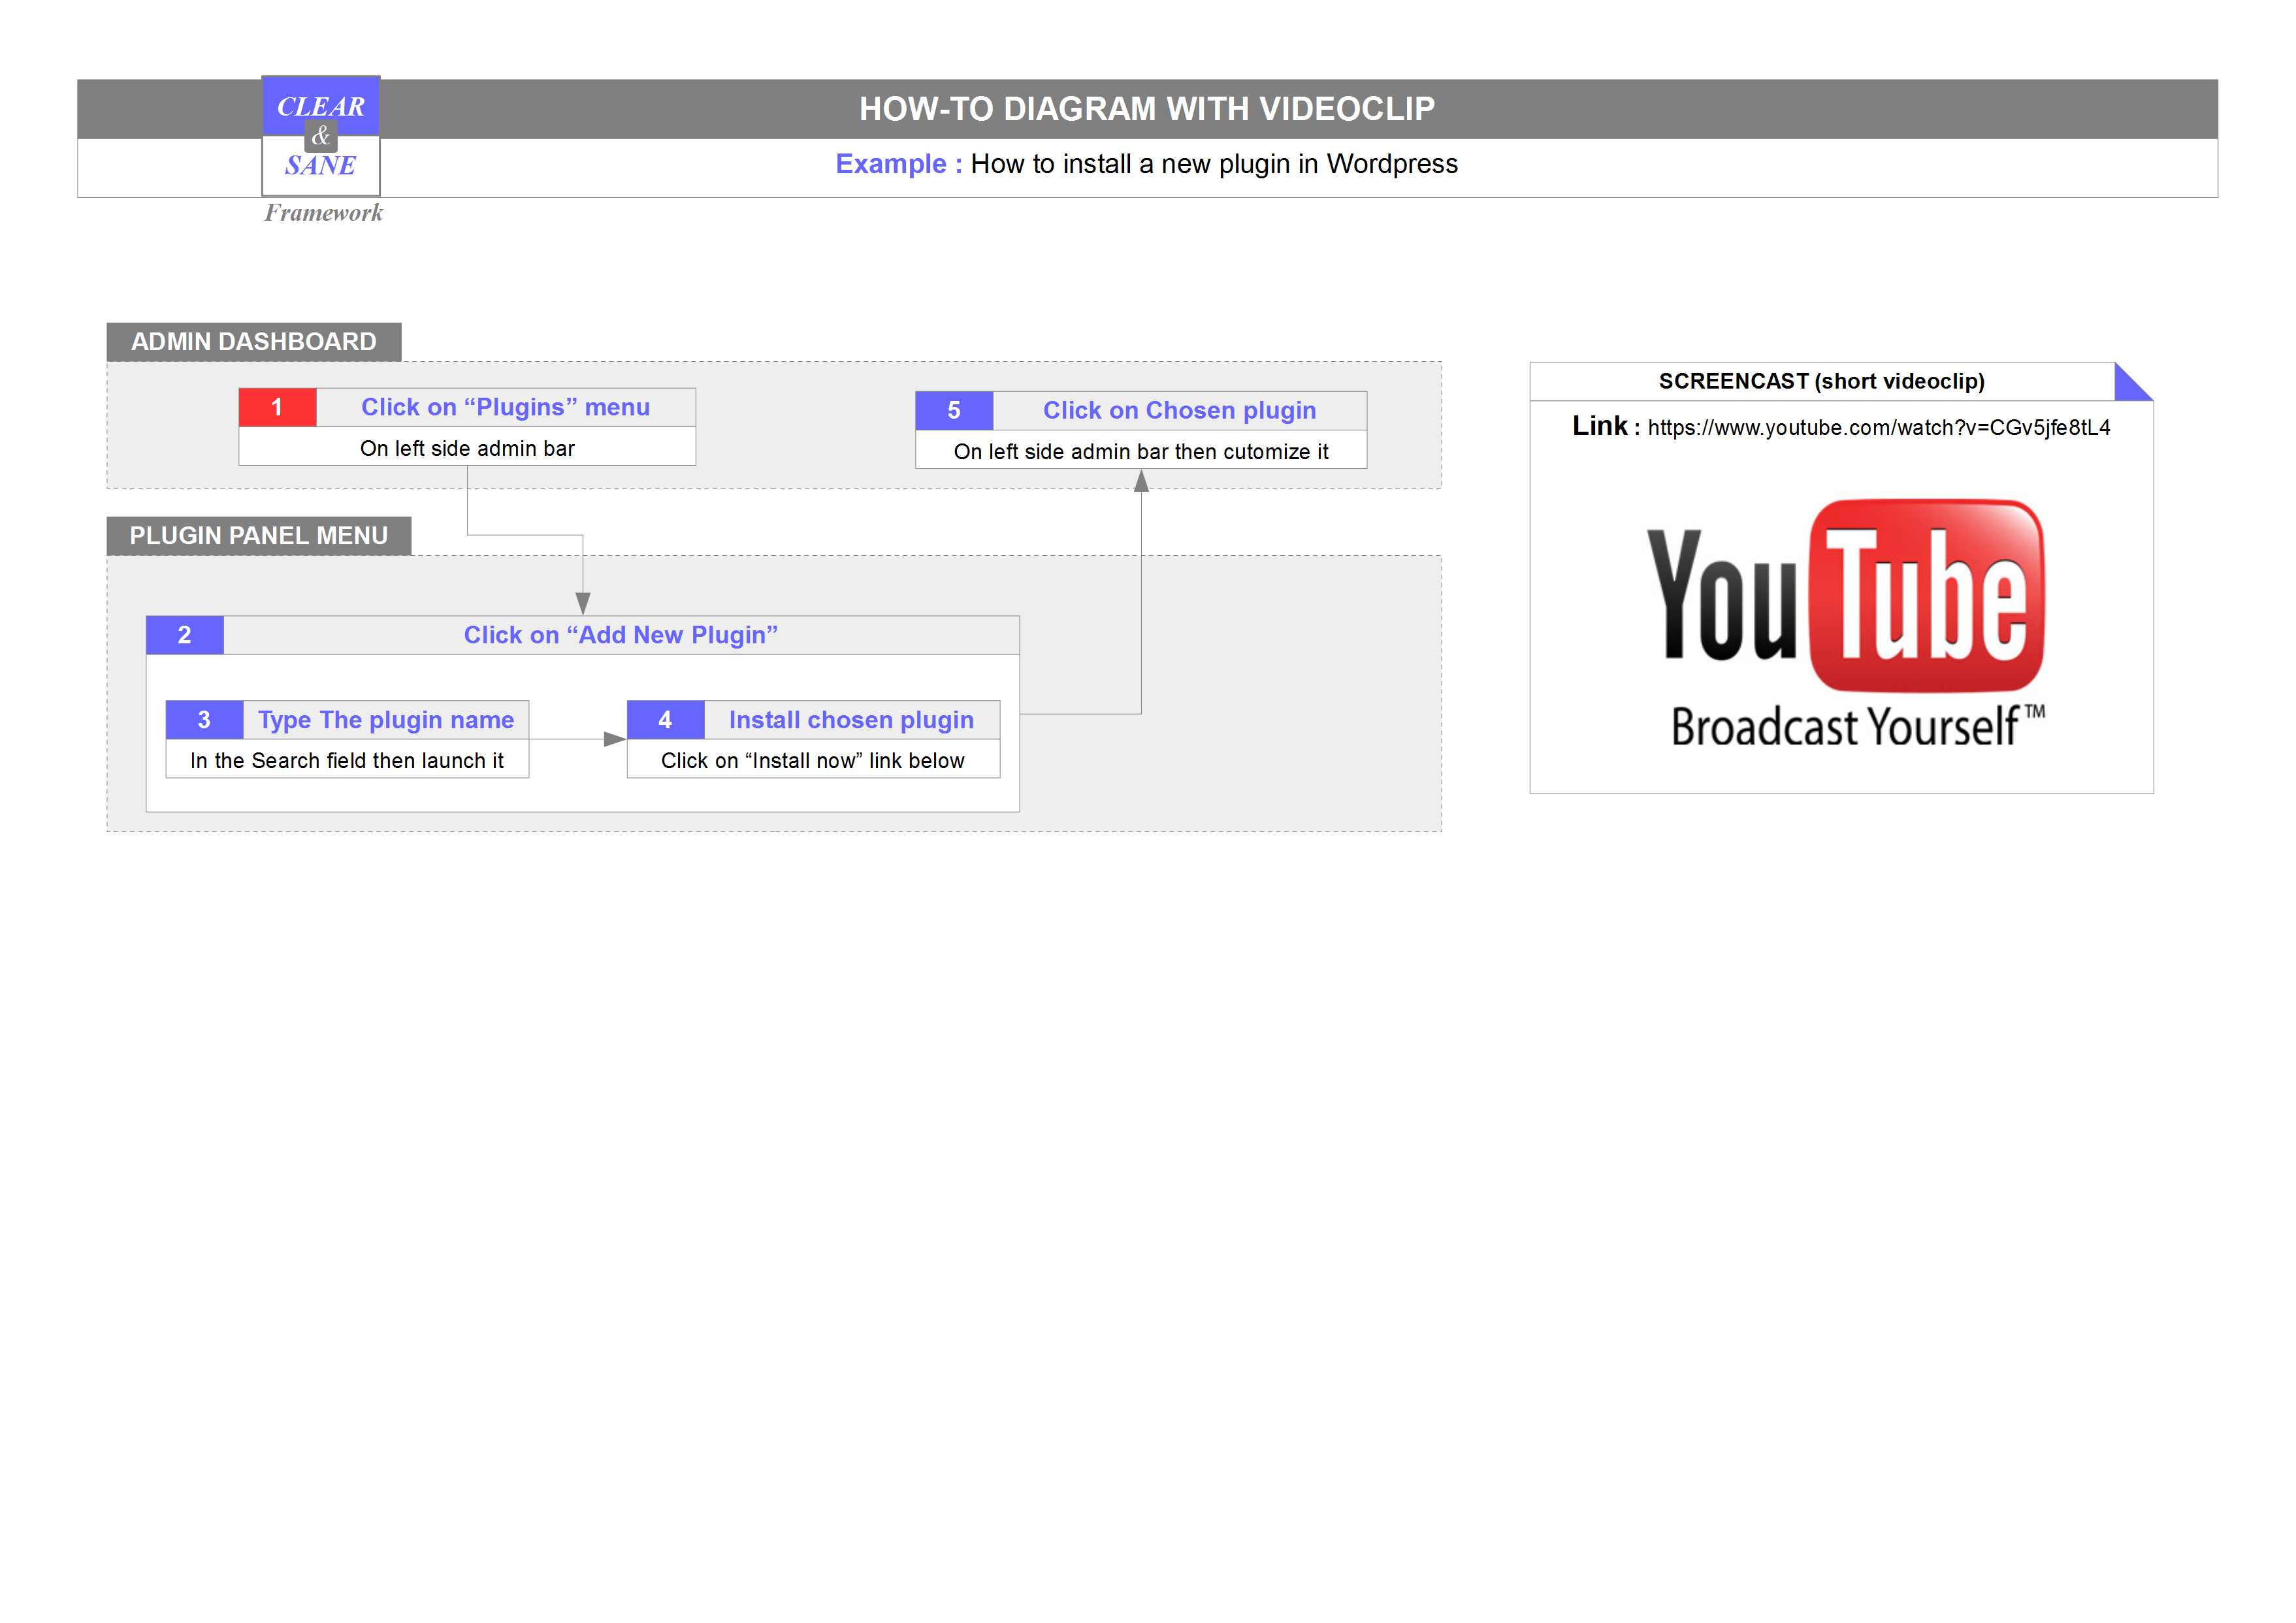 HOW-TO DIAGRAM WITH VIDEOCLIP
CLEAR
&
SANE
Framework
Example : How to install a new plugin in Wordpress
ADMIN DASHBOARD
1 Click on “Plugins” menu
On left side admin bar
5 Click on Chosen plugin
On left side admin bar then cutomize it
PLUGIN PANEL MENU
2 Click on “Add New Plugin”
3 Type The plugin name
In the Search field then launch it
4 Install chosen plugin
Click on “Install now” link below
SCREENCAST (short videoclip)
Link : https://www.youtube.com/watch?v=CGv5jfe8tL4
YouTube
Broadcast Yourself™